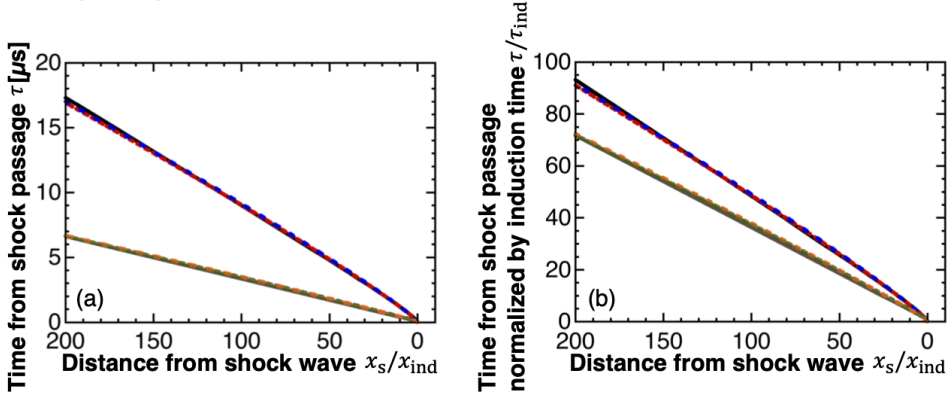 Time from shock passage τ [μs]
20
15
10
5
0
(a)
200 150 100 50 0
Distance from shock wave x_s/x_ind
Time from shock passage
normalized by induction time τ/τ_ind
100
80
60
40
20
0
(b)
200 150 100 50 0
Distance from shock wave x_s/x_ind